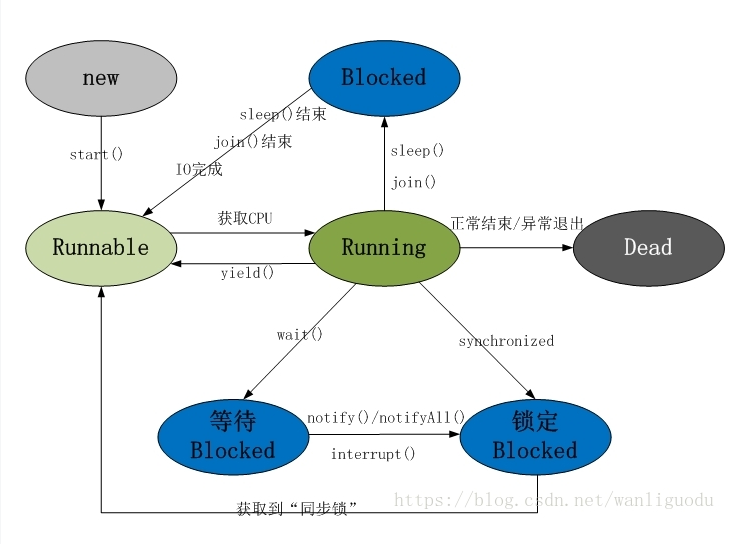 new
Blocked
sleep()结束
start()
join()结束
sleep()
IO完成
join()
获取CPU
正常结束/异常退出
Runnable
Running
Dead
yield()
wait()
synchronized
等待
Blocked
notify()/notifyAll()
interrupt()
锁定
Blocked
获取到“同步锁”
https://blog.csdn.net/wanliguodu